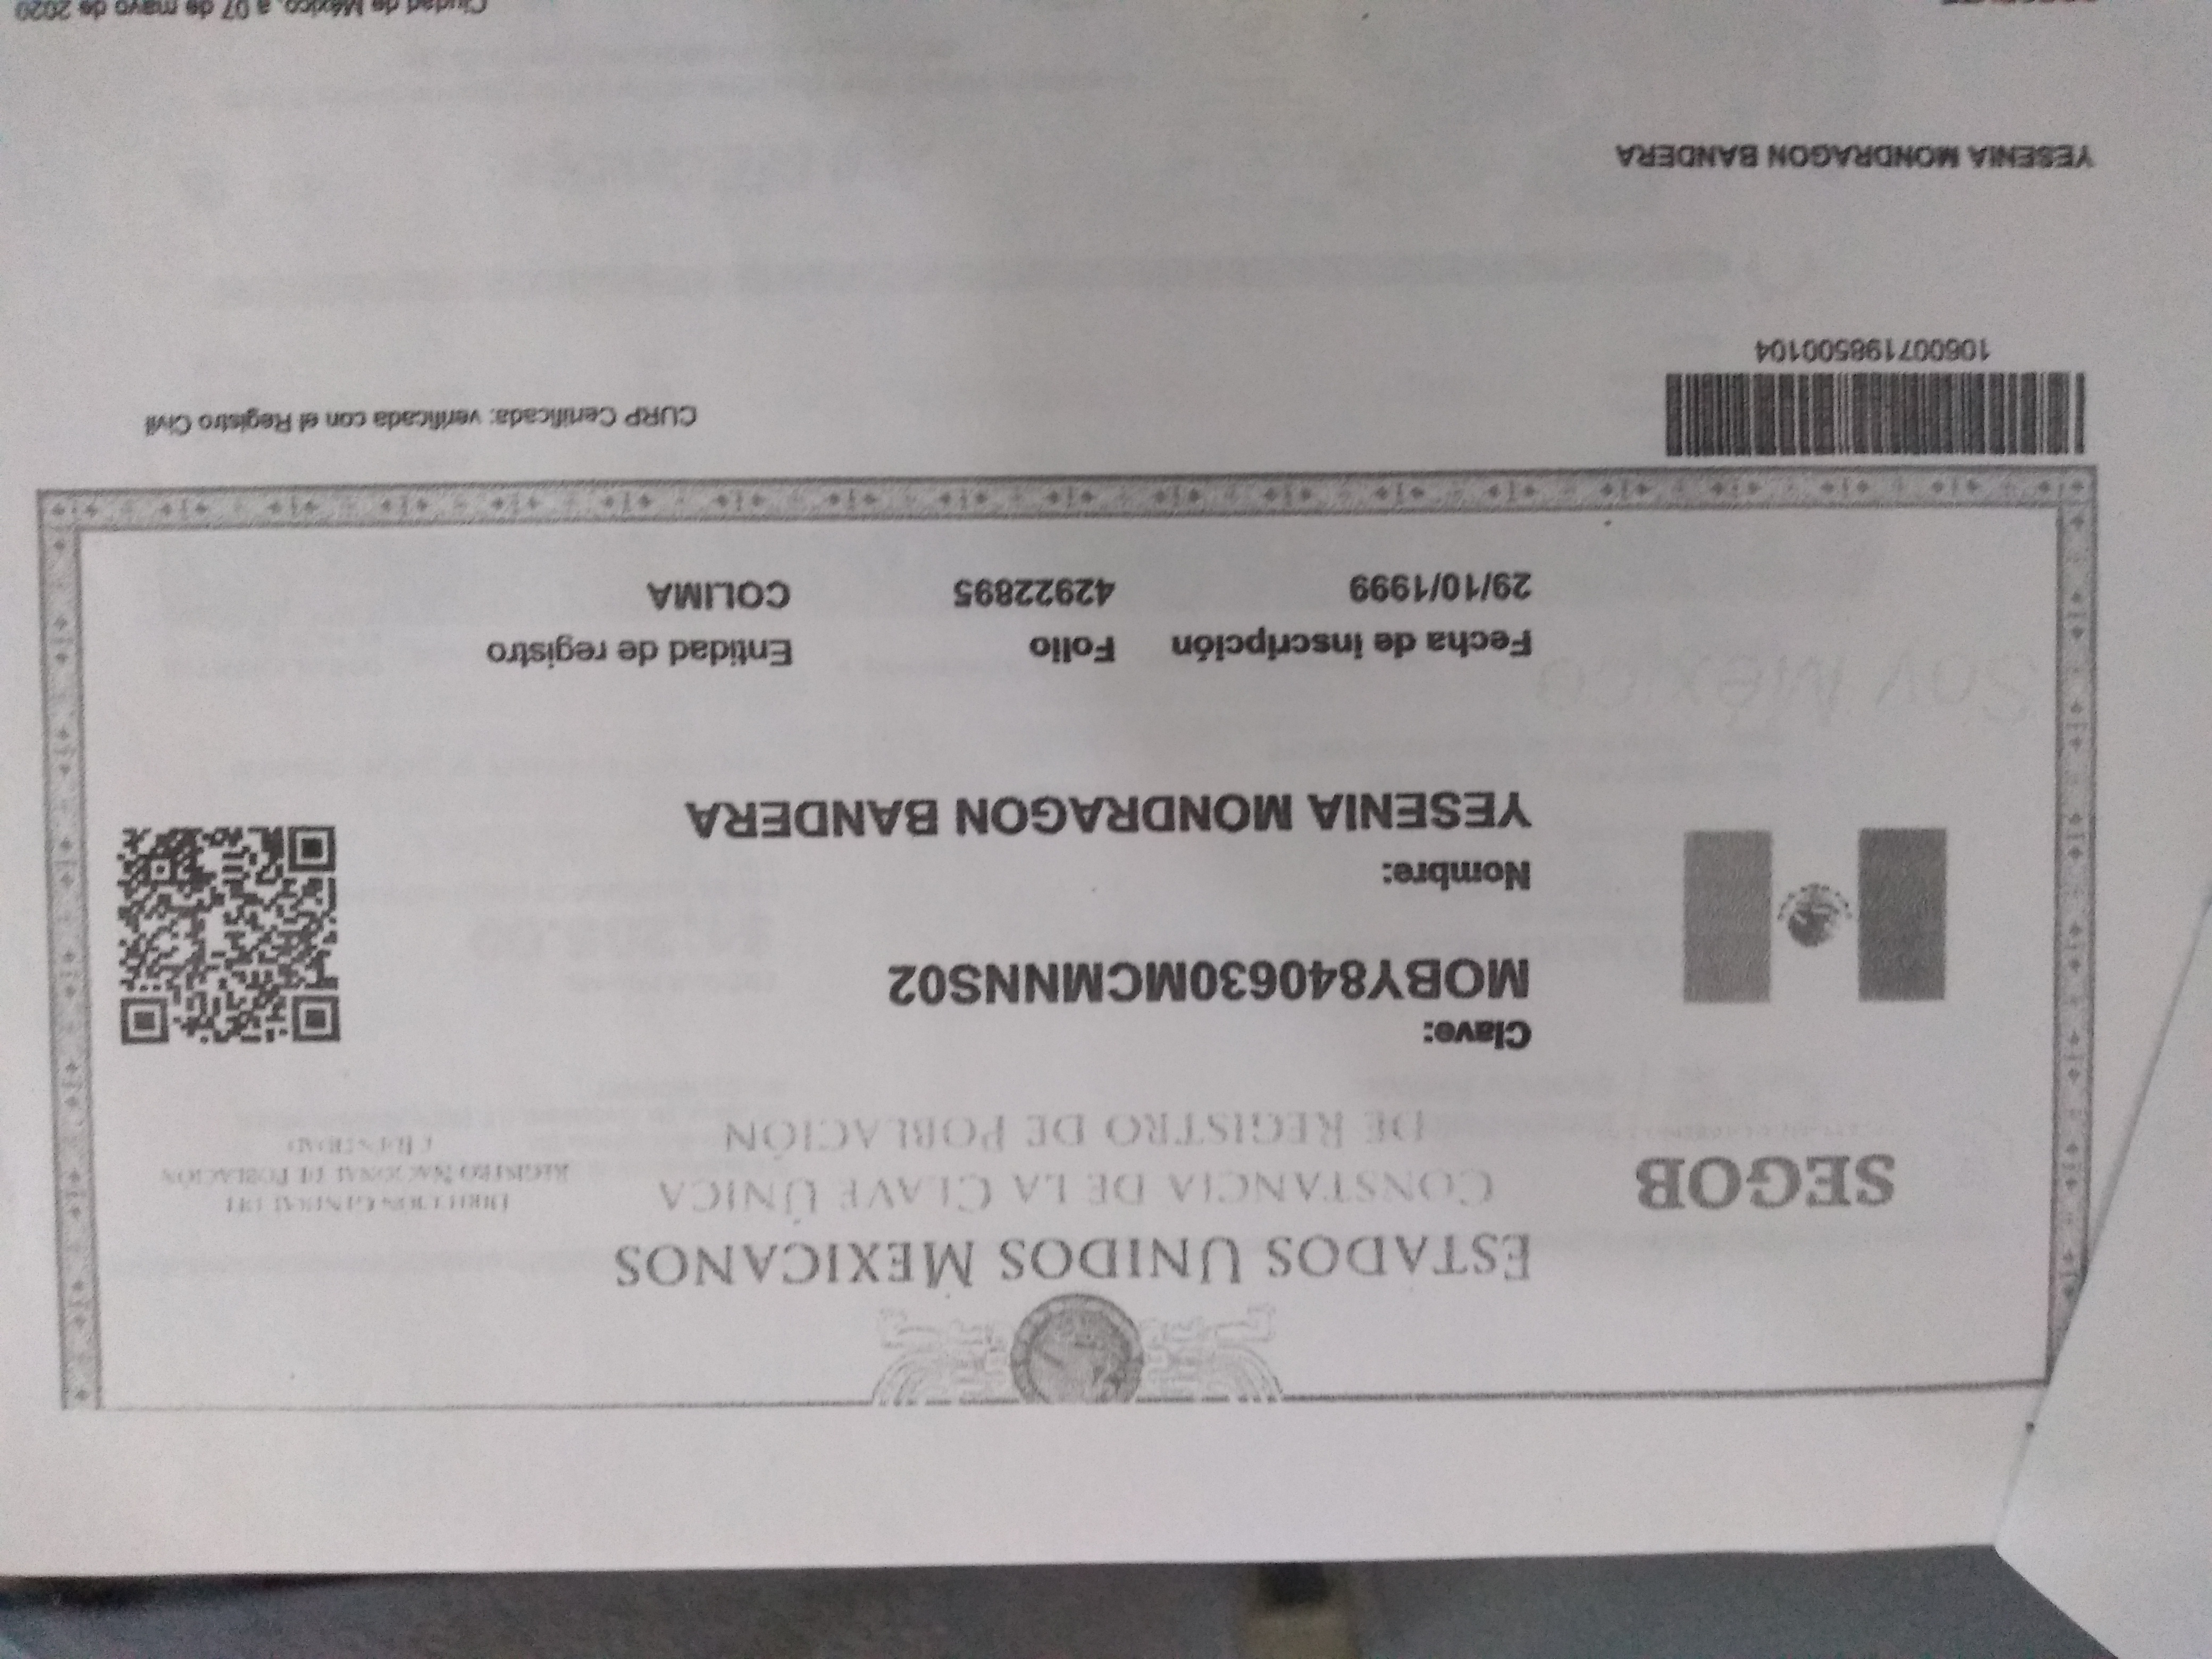 ESTADOS UNIDOS MEXICANOS
SEGOB
CONSTANCIA DE LA CLAVE ÚNICA
DE REGISTRO DE POBLACIÓN
DIRECCIÓN GENERAL DEL
REGISTRO NACIONAL DE POBLACIÓN
E IDENTIDAD
Clave:
MOBY840630MCMNNS02
Nombre:
YESENIA MONDRAGON BANDERA
Soy México
Fecha de inscripción Folio Entidad de registro
29/10/1999 42922895 COLIMA
106007198500104
CURP Certificada: verificada con el Registro Civil
YESENIA MONDRAGON BANDERA
Ciudad de México, a 07 de mayo de 2020